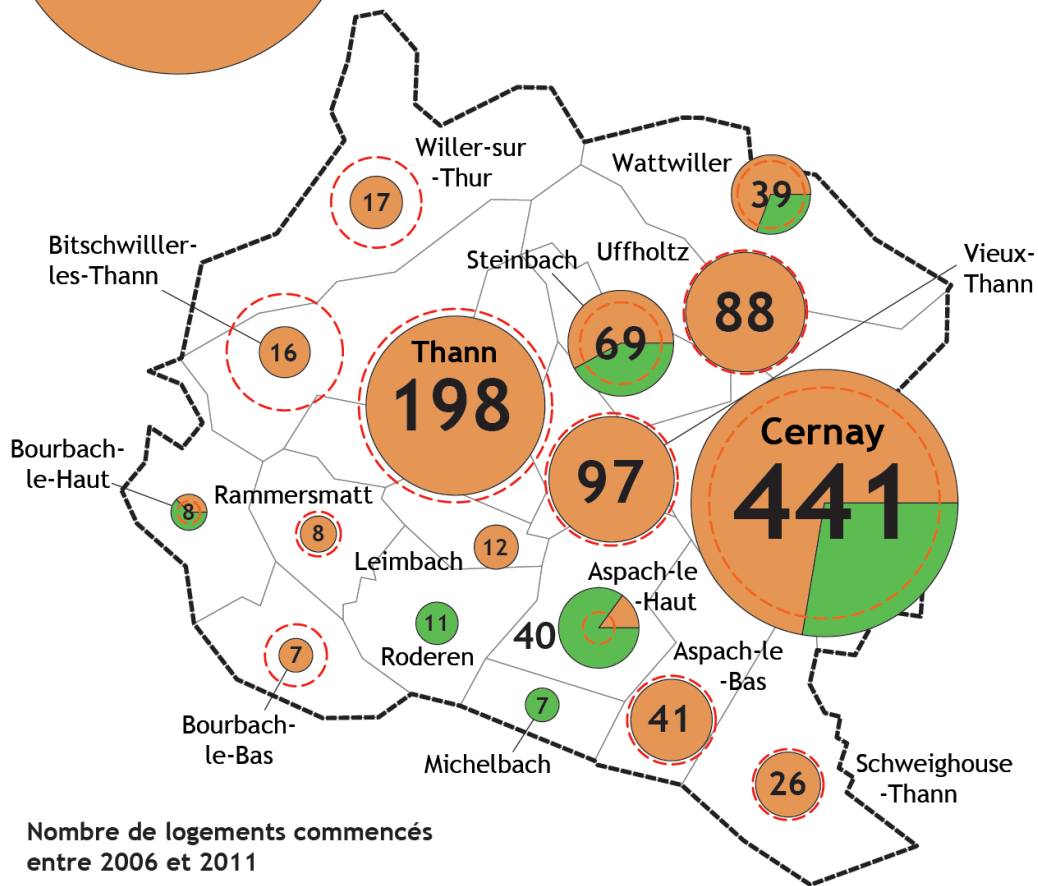 Willer-sur
-Thur
17
Wattwiller
39
Bitschwilller-
les-Thann
16
Steinbach
69
Uffholtz
88
Vieux-
Thann
97
Thann
198
Cernay
441
Bourbach-
le-Haut
8
Rammersmatt
8
Leimbach
12
Aspach-le
-Haut
40
11
Roderen
Aspach-le
-Bas
41
7
Bourbach-
le-Bas
7
Michelbach
26
Schweighouse
-Thann
Nombre de logements commencés
entre 2006 et 2011